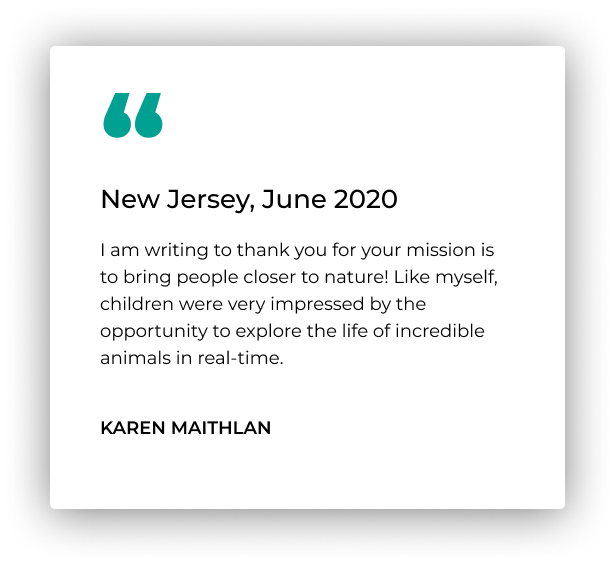 “
New Jersey, June 2020
I am writing to thank you for your mission is
to bring people closer to nature! Like myself,
children were very impressed by the
opportunity to explore the life of incredible
animals in real-time.
KAREN MAITHLAN